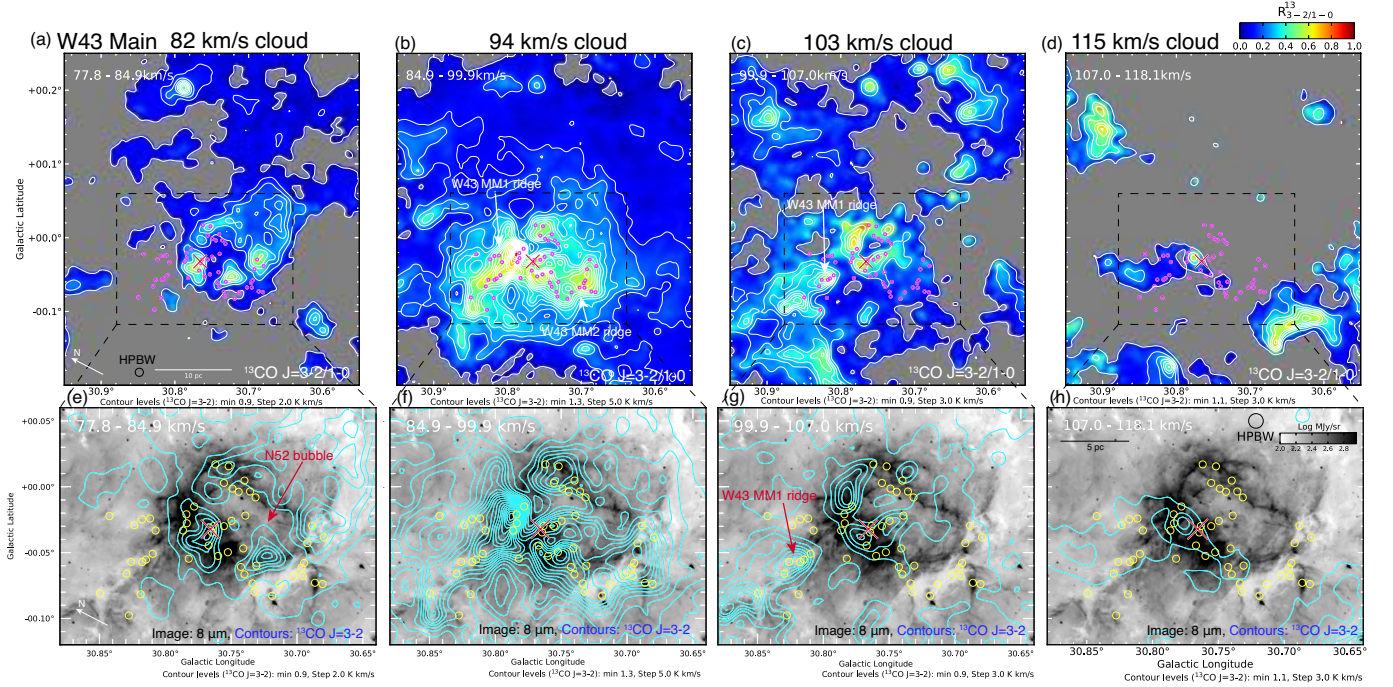 (a) W43 Main 82 km/s cloud
77.8 - 84.9km/s
Galactic Latitude
+00.2°
+00.1°
+00.0°
-00.1°
N
HPBW
10 pc
¹³CO J=3-2/1-0
30.9 30.8 30.7 30.6
Contour levels (¹³CO J=3-2): min 0.9, Step 2.0 K km/s
(b) 94 km/s cloud
84.9 - 99.9km/s
W43 MM1 ridge
W43 MM2 ridge
¹³CO J=3-2/1-0
30.9 30.8 30.7 30.6
Contour levels (¹³CO J=3-2): min 1.3, Step 5.0 K km/s
(c) 103 km/s cloud
99.9 - 107.0km/s
W43 MM1 ridge
¹³CO J=3-2/1-0
30.9 30.8 30.7 30.6
Contour levels (¹³CO J=3-2): min 0.9, Step 3.0 K km/s
(d) 115 km/s cloud
R¹³3-2/1-0
0.0 0.2 0.4 0.6 0.8 1.0
107.0 - 118.1km/s
¹³CO J=3-2/1-0
30.9 30.8 30.7 30.6
Contour levels (¹³CO J=3-2): min 1.1, Step 3.0 K km/s
(e)
77.8 - 84.9 km/s
N52 bubble
Galactic Latitude
+00.05°
+00.00°
-00.05°
-00.10°
N
Image: 8 μm, Contours: ¹³CO J=3-2
30.85 30.80 30.75 30.70 30.65
Galactic Longitude
Contour levels (¹³CO J=3-2): min 0.9, Step 2.0 K km/s
(f)
84.9 - 99.9 km/s
Image: 8 μm, Contours: ¹³CO J=3-2
30.85 30.80 30.75 30.70 30.65
Galactic Longitude
Contour levels (¹³CO J=3-2): min 1.3, Step 5.0 K km/s
(g)
99.9 - 107.0 km/s
W43 MM1 ridge
Image: 8 μm, Contours: ¹³CO J=3-2
30.85 30.80 30.75 30.70 30.65
Galactic Longitude
Contour levels (¹³CO J=3-2): min 0.9, Step 3.0 K km/s
(h)
107.0 - 118.1 km/s
5 pc
HPBW
Log MJy/sr
2.0 2.2 2.4 2.6 2.8
Image: 8 μm, Contours: ¹³CO J=3-2
30.85 30.80 30.75 30.70 30.65
Galactic Longitude
Contour levels (¹³CO J=3-2): min 1.1, Step 3.0 K km/s